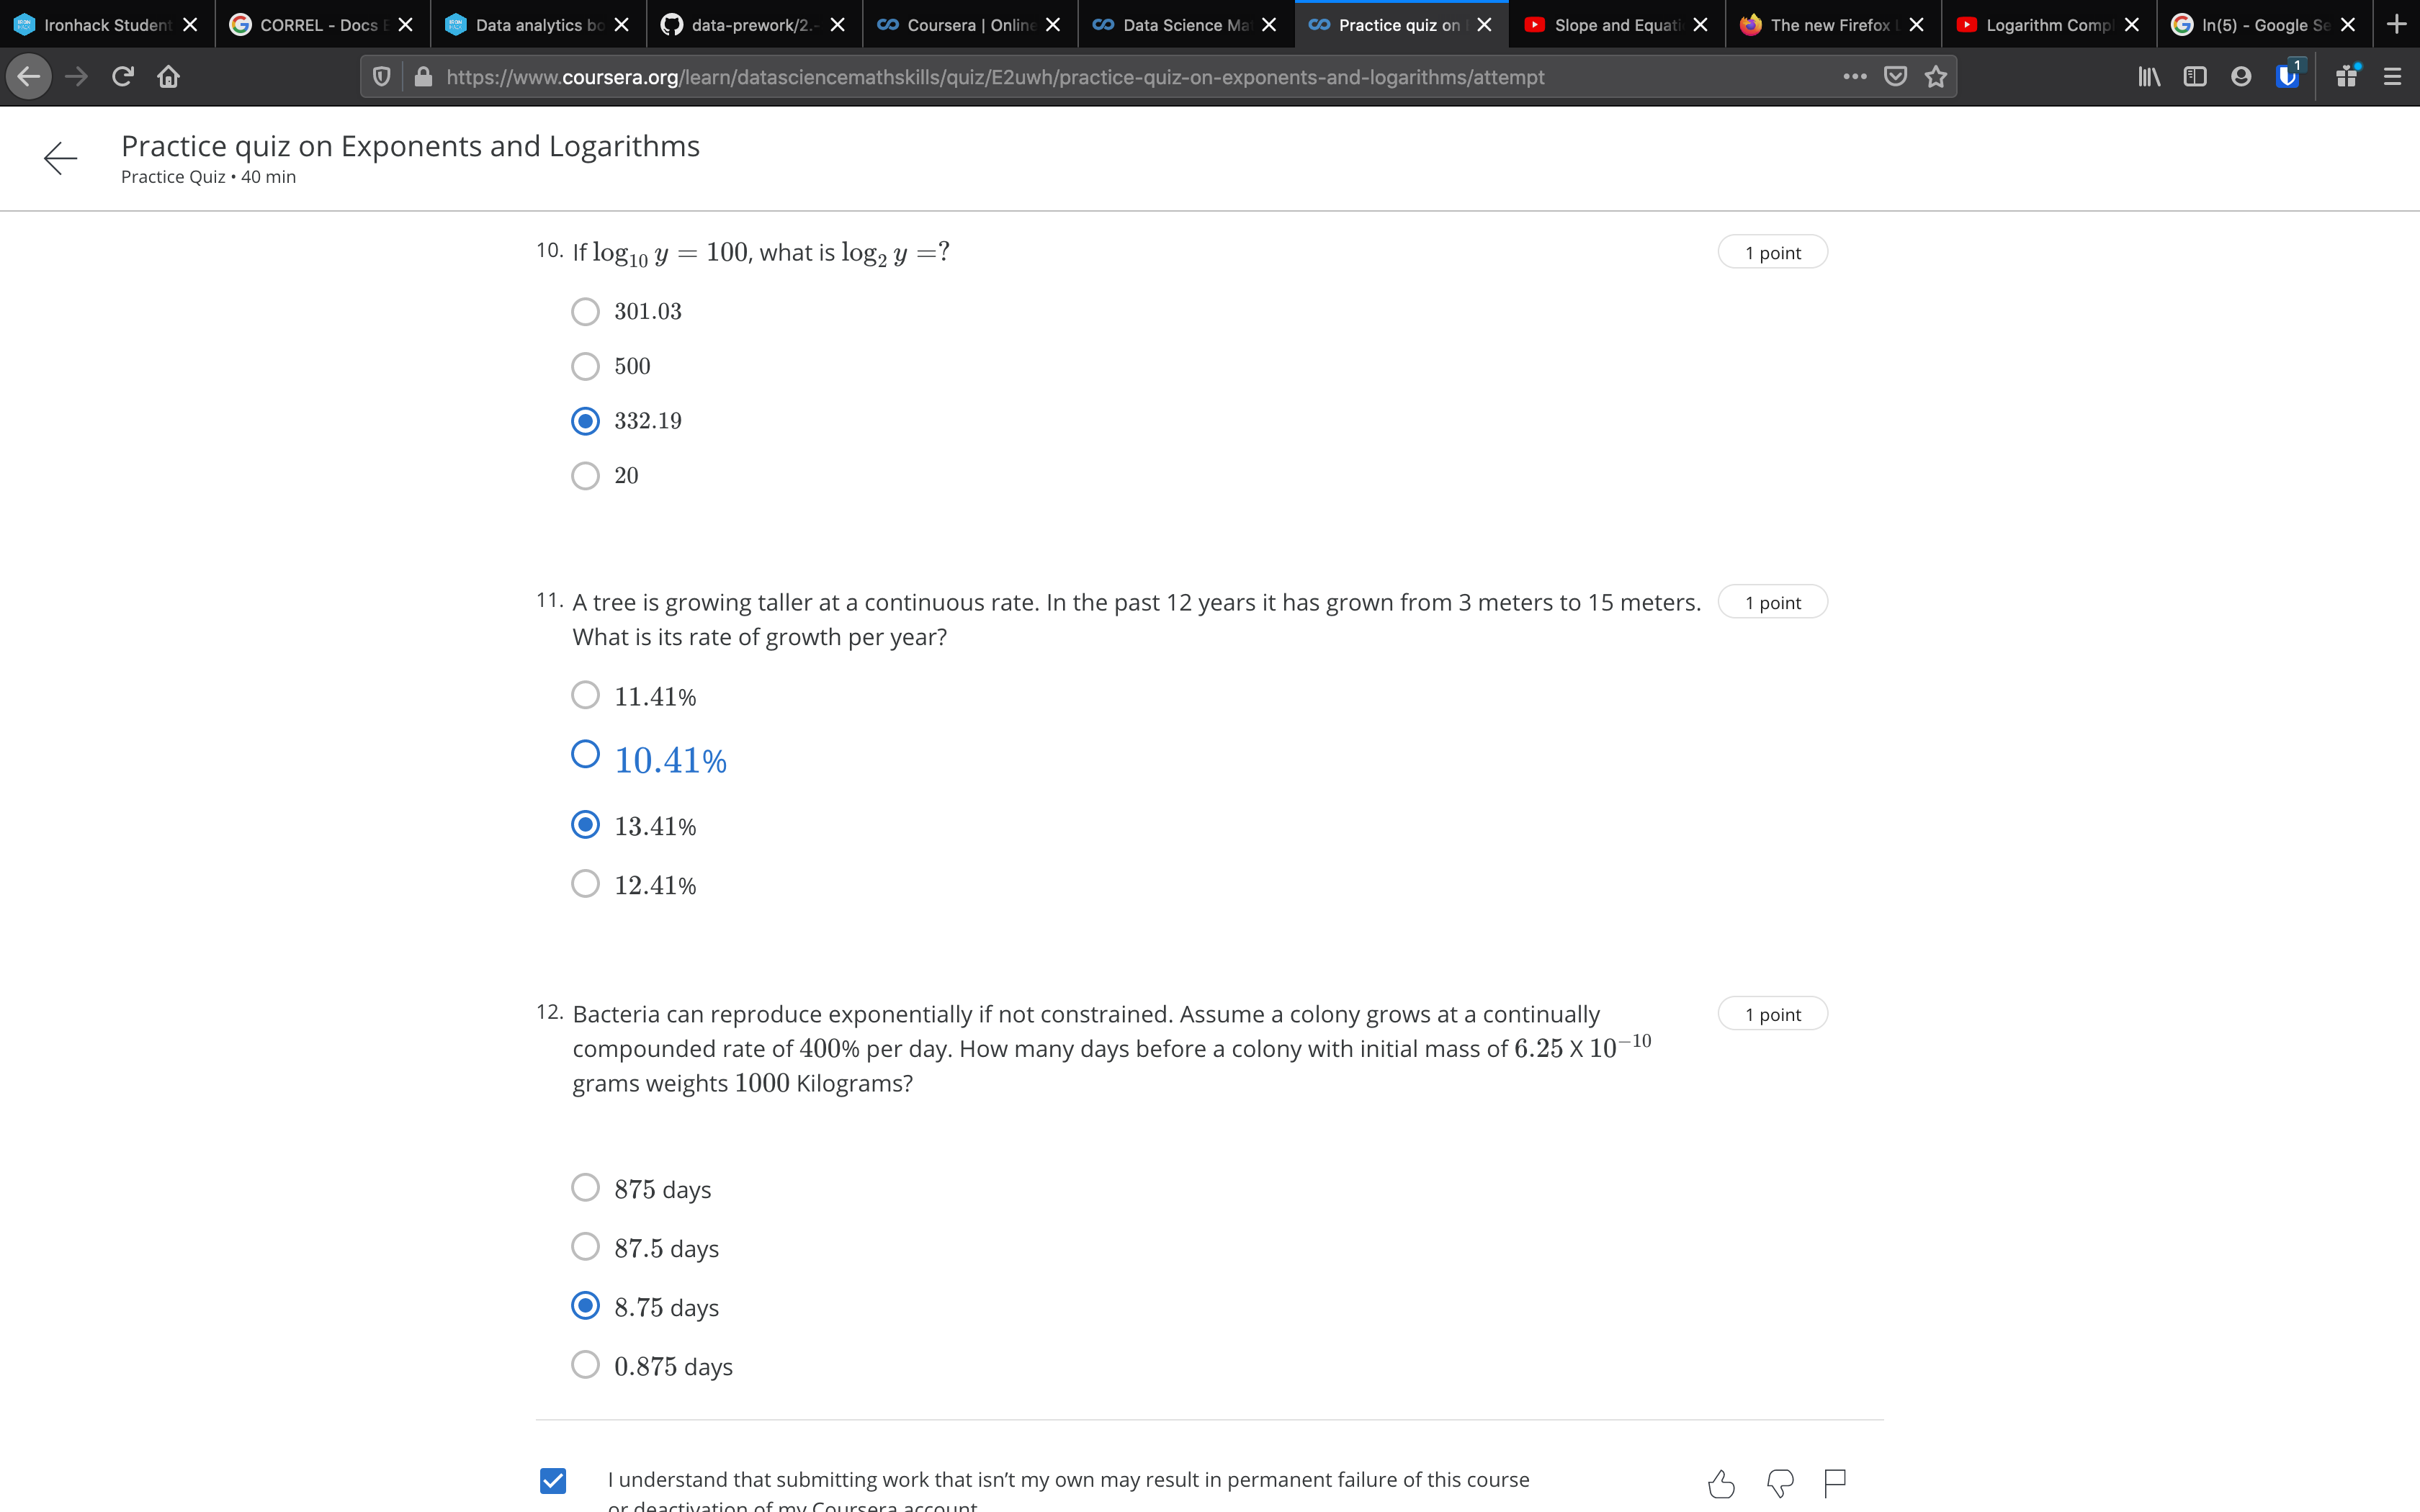 Ironhack Student
CORREL - Docs E
Data analytics bo
data-prework/2.-
Coursera | Online
Data Science Mat
Practice quiz on
Slope and Equati
The new Firefox
Logarithm Comp
ln(5) - Google Se
https://www.coursera.org/learn/datasciencemathskills/quiz/E2uwh/practice-quiz-on-exponents-and-logarithms/attempt
1
Practice quiz on Exponents and Logarithms
Practice Quiz • 40 min
10. If log₁₀ y = 100, what is log₂ y =?
1 point
301.03
500
332.19
20
11. A tree is growing taller at a continuous rate. In the past 12 years it has grown from 3 meters to 15 meters.
1 point
What is its rate of growth per year?
11.41%
10.41%
13.41%
12.41%
12. Bacteria can reproduce exponentially if not constrained. Assume a colony grows at a continually
1 point
compounded rate of 400% per day. How many days before a colony with initial mass of 6.25 X 10⁻¹⁰
grams weights 1000 Kilograms?
875 days
87.5 days
8.75 days
0.875 days
I understand that submitting work that isn't my own may result in permanent failure of this course
or deactivation of my Coursera account.